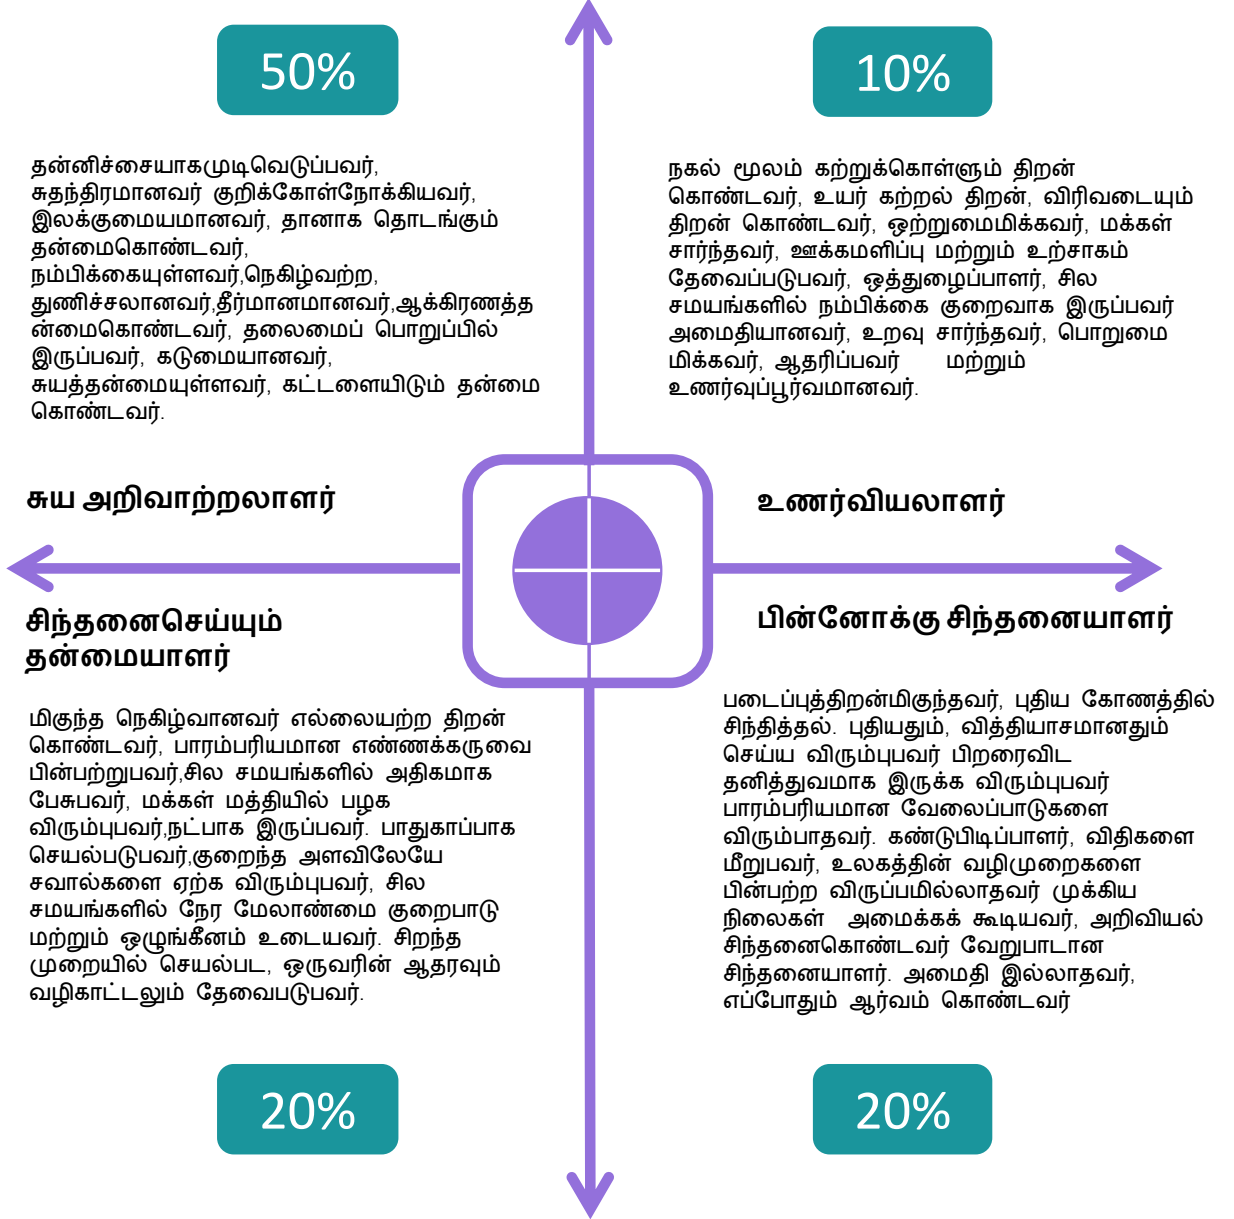 50%
தன்னிச்சையாகமுடிவெடுப்பவர்,
சுதந்திரமானவர் குறிக்கோள்நோக்கியவர்,
இலக்குமையமானவர், தானாக தொடங்கும்
தன்மைகொண்டவர்,
நம்பிக்கையுள்ளவர்,நெகிழ்வற்ற,
துணிச்சலானவர்,தீர்மானமானவர்,ஆக்கிரணத்த
ன்மைகொண்டவர், தலைமைப் பொறுப்பில்
இருப்பவர், கடுமையானவர்,
சுயத்தன்மையுள்ளவர், கட்டளையிடும் தன்மை
கொண்டவர்.
சுய அறிவாற்றலாளர்
10%
நகல் மூலம் கற்றுக்கொள்ளும் திறன்
கொண்டவர், உயர் கற்றல் திறன், விரிவடையும்
திறன் கொண்டவர், ஒற்றுமைமிக்கவர், மக்கள்
சார்ந்தவர், ஊக்கமளிப்பு மற்றும் உற்சாகம்
தேவைப்படுபவர், ஒத்துழைப்பாளர், சில
சமயங்களில் நம்பிக்கை குறைவாக இருப்பவர்
அமைதியானவர், உறவு சார்ந்தவர், பொறுமை
மிக்கவர், ஆதரிப்பவர் மற்றும்
உணர்வுப்பூர்வமானவர்.
உணர்வியலாளர்
சிந்தனைசெய்யும்
தன்மையாளர்
மிகுந்த நெகிழ்வானவர் எல்லையற்ற திறன்
கொண்டவர், பாரம்பரியமான எண்ணக்கருவை
பின்பற்றுபவர்,சில சமயங்களில் அதிகமாக
பேசுபவர், மக்கள் மத்தியில் பழக
விரும்புபவர்,நட்பாக இருப்பவர். பாதுகாப்பாக
செயல்படுபவர்,குறைந்த அளவிலேயே
சவால்களை ஏற்க விரும்புபவர், சில
சமயங்களில் நேர மேலாண்மை குறைபாடு
மற்றும் ஒழுங்கீனம் உடையவர். சிறந்த
முறையில் செயல்பட, ஒருவரின் ஆதரவும்
வழிகாட்டலும் தேவைபடுபவர்.
20%
பின்னோக்கு சிந்தனையாளர்
படைப்புத்திறன்மிகுந்தவர், புதிய கோணத்தில்
சிந்தித்தல். புதியதும், வித்தியாசமானதும்
செய்ய விரும்புபவர் பிறரைவிட
தனித்துவமாக இருக்க விரும்புபவர்
பாரம்பரியமான வேலைப்பாடுகளை
விரும்பாதவர். கண்டுபிடிப்பாளர், விதிகளை
மீறுபவர், உலகத்தின் வழிமுறைகளை
பின்பற்ற விருப்பமில்லாதவர் முக்கிய
நிலைகள் அமைக்கக் கூடியவர், அறிவியல்
சிந்தனைகொண்டவர் வேறுபாடான
சிந்தனையாளர். அமைதி இல்லாதவர்,
எப்போதும் ஆர்வம் கொண்டவர்
20%